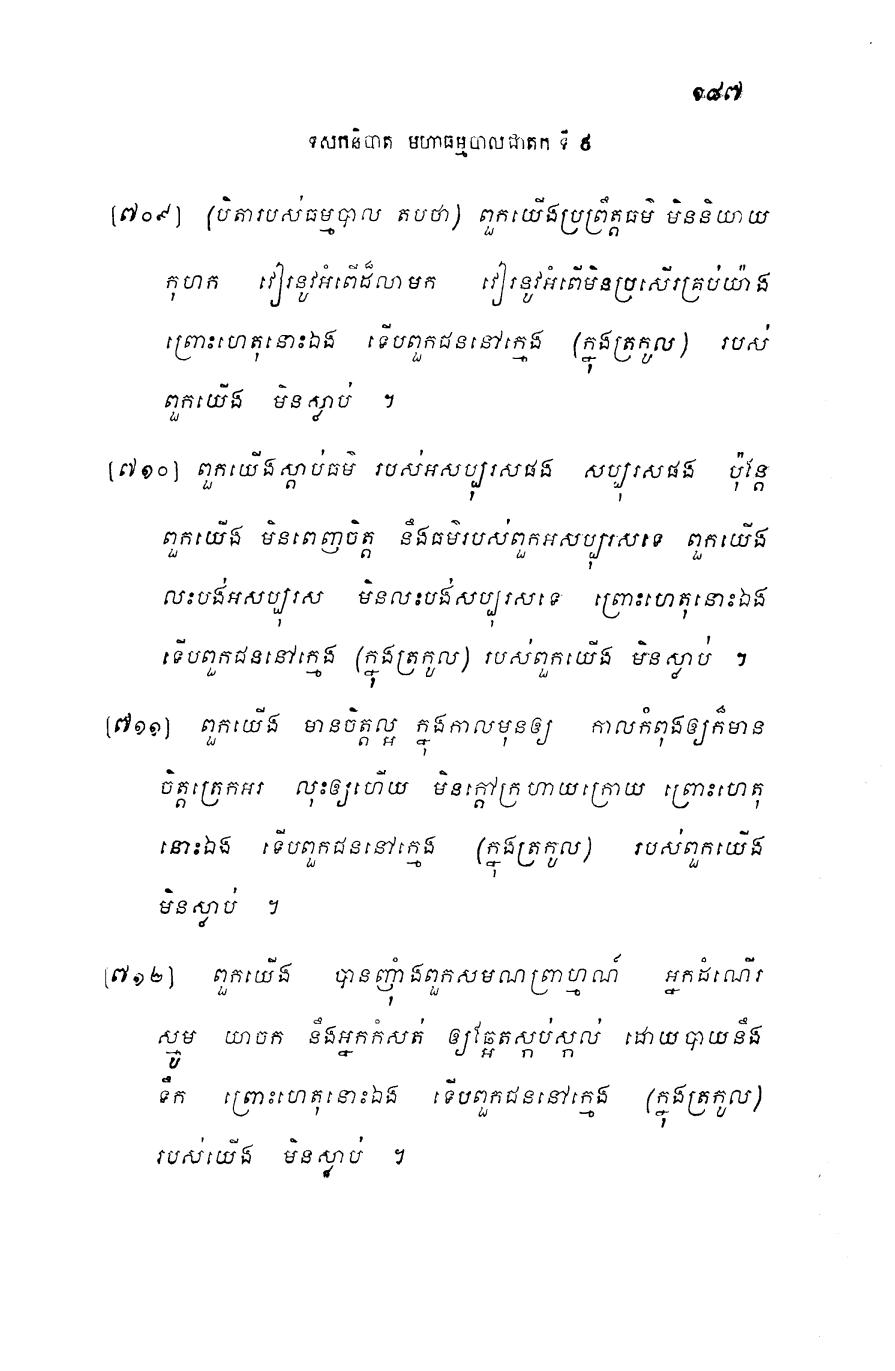 ១៨៧
ទសកនិបាត មហាធម្មបាលជាតក ទី ៩
[៧០៩] (បិតារបស់ធម្មបាល តបថា) ពួកយើងប្រព្រឹត្តធម៌ មិននិយាយ
កុហក វៀរនូវអំពើដ៏លាមក វៀរនូវអំពើមិនប្រសើរគ្រប់យ៉ាង
ព្រោះហេតុនោះឯង ទើបពួកជននៅក្មេង (ក្នុងត្រកូល) របស់
ពួកយើង មិនស្លាប់ ។
[៧១០] ពួកយើងស្តាប់ធម៌ របស់អសប្បុរសផង សប្បុរសផង ប៉ុន្តែ
ពួកយើង មិនពេញចិត្ត នឹងធម៌របស់ពួកអសប្បុរសទេ ពួកយើង
លះបង់អសប្បុរស មិនលះបង់សប្បុរសទេ ព្រោះហេតុនោះឯង
ទើបពួកជននៅក្មេង (ក្នុងត្រកូល) របស់ពួកយើង មិនស្លាប់ ។
[៧១១] ពួកយើង មានចិត្តល្អ ក្នុងកាលមុនឲ្យ កាលកំពុងឲ្យក៏មាន
ចិត្តត្រេកអរ លុះឲ្យហើយ មិនក្តៅក្រហាយក្រោយ ព្រោះហេតុ
នោះឯង ទើបពួកជននៅក្មេង (ក្នុងត្រកូល) របស់ពួកយើង
មិនស្លាប់ ។
[៧១២] ពួកយើង បានញុំាងពួកសមណព្រាហ្មណ៍ អ្នកដំណើរ
ស្មូម យាចក នឹងអ្នកកំសត់ ឲ្យឆ្អែតស្កប់ស្កល់ ដោយបាយនឹង
ទឹក ព្រោះហេតុនោះឯង ទើបពួកជននៅក្មេង (ក្នុងត្រកូល)
របស់យើង មិនស្លាប់ ។